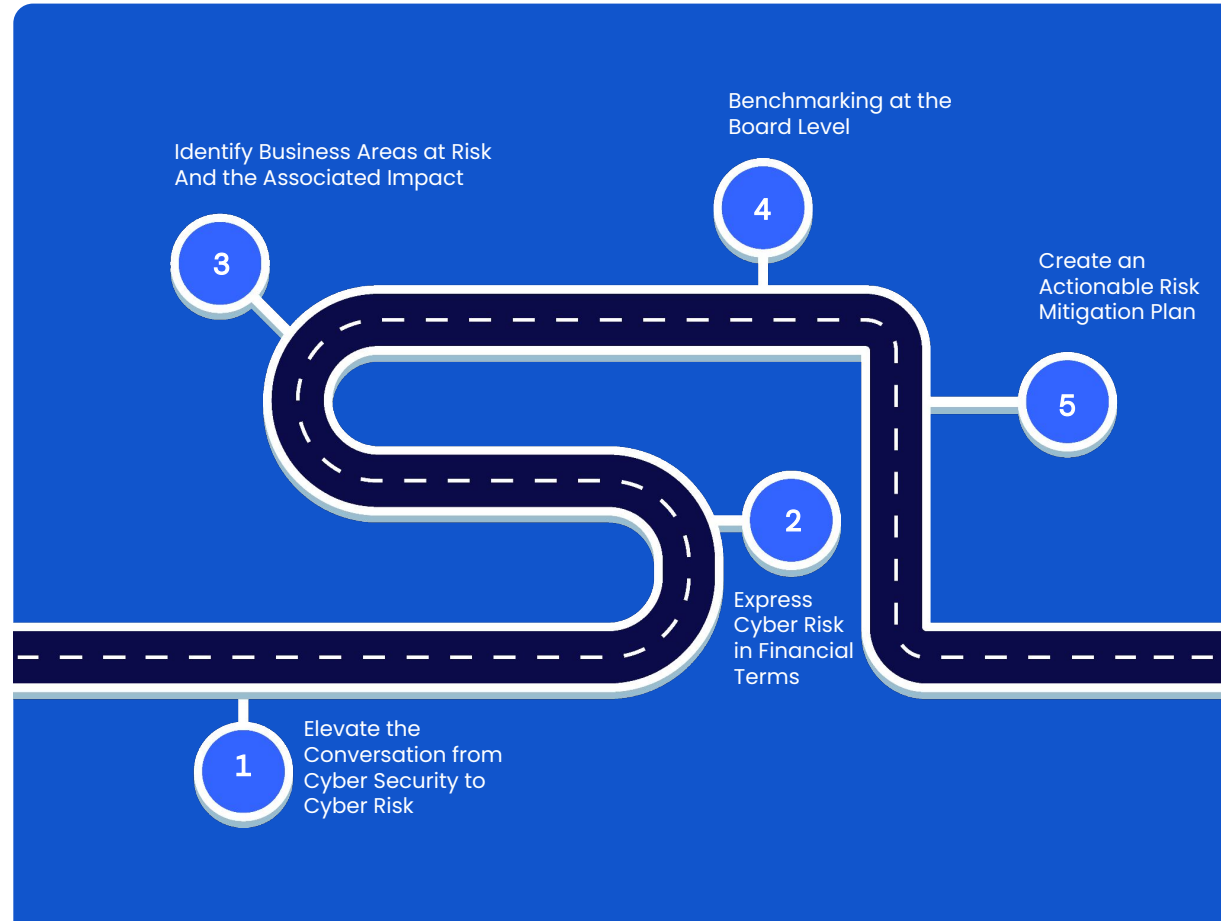 Benchmarking at the
Board Level
Identify Business Areas at Risk
And the Associated Impact
4
3
Create an
Actionable Risk
Mitigation Plan
5
2
Express
Cyber Risk
in Financial
Terms
1
Elevate the
Conversation from
Cyber Security to
Cyber Risk